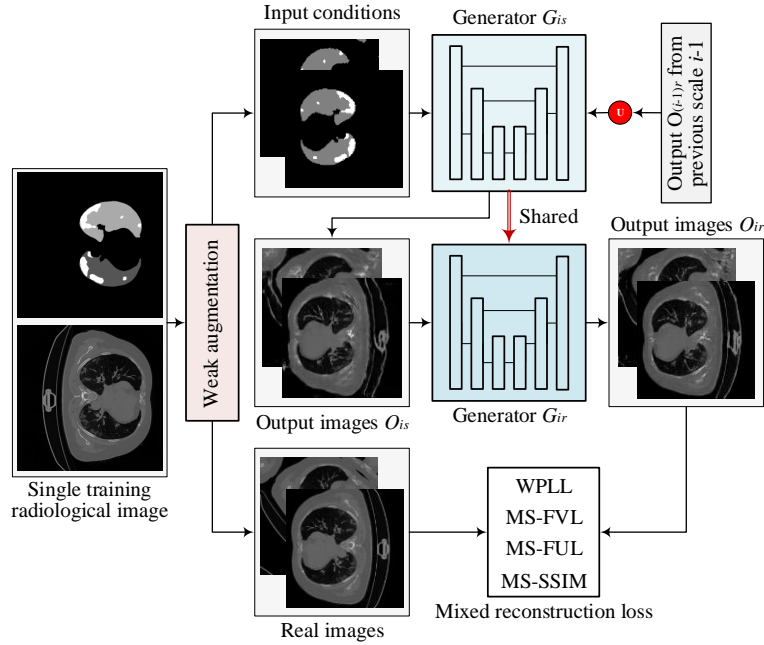 Input conditions
Generator Gis
Output O(i-1)r from
previous scale i-1
U
Shared
Output images Oir
Weak augmentation
Output images Ois
Generator Gir
Single training
radiological image
WPLL
MS-FVL
MS-FUL
MS-SSIM
Real images
Mixed reconstruction loss